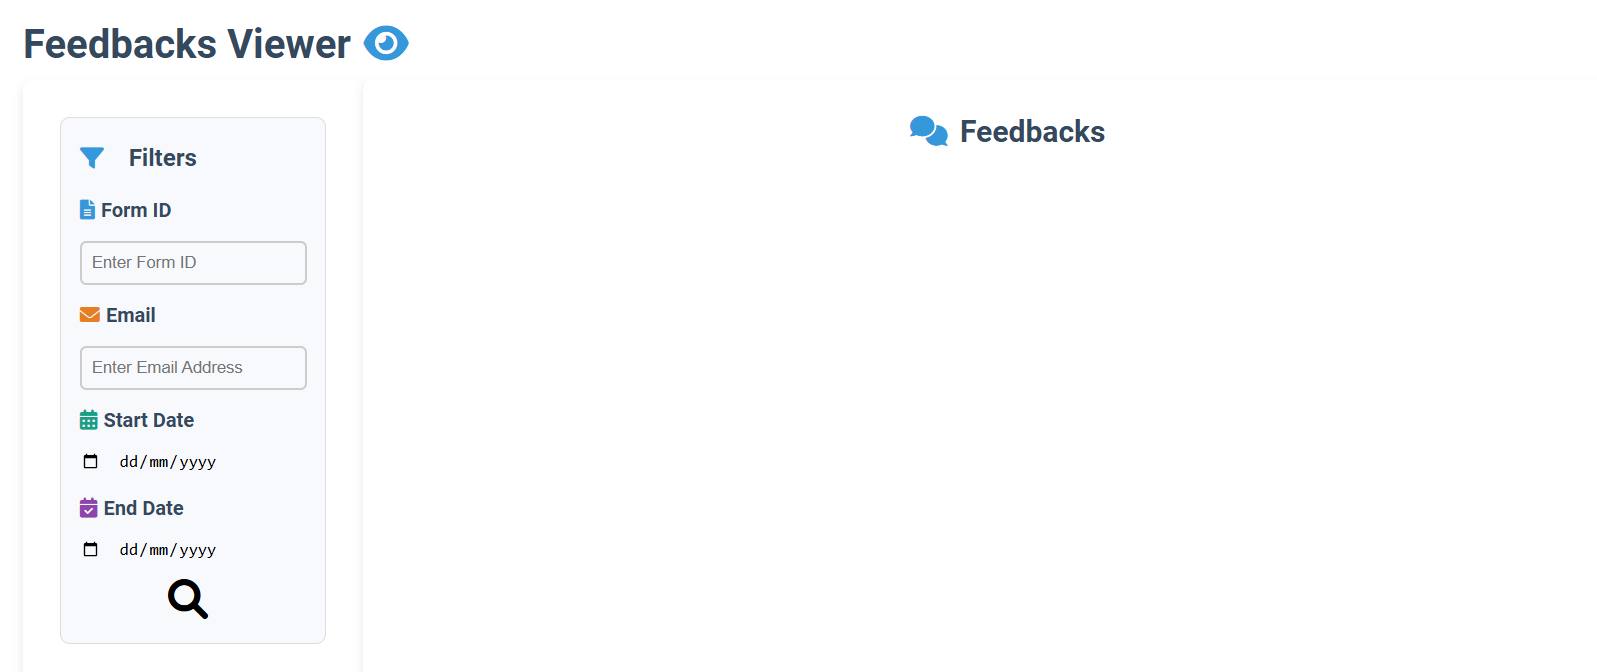 Feedbacks Viewer
Filters
Form ID
Enter Form ID
Email
Enter Email Address
Start Date
dd/mm/yyyy
End Date
dd/mm/yyyy
Feedbacks